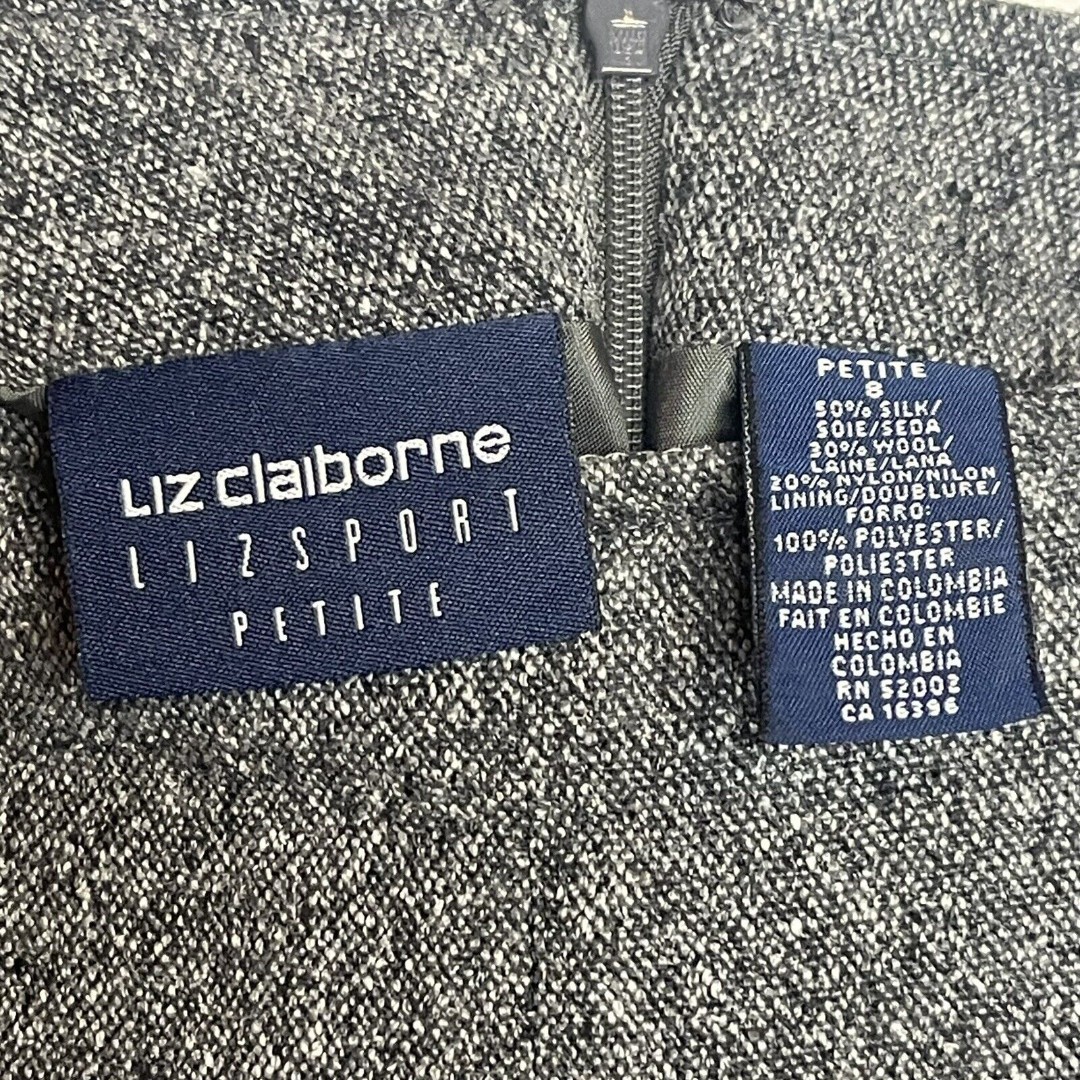 LIZ claiborne
LIZSPORT
PETITE
PETITE
8
50% SILK/
SOIE/SEDA
30% WOOL/
LAINE/LANA
20% NYLON/NILON
LINING/DOUBLURE/
FORRO:
100% POLYESTER/
POLIESTER
MADE IN COLOMBIA
FAIT EN COLOMBIE
HECHO EN
COLOMBIA
RN 52002
CA 16396